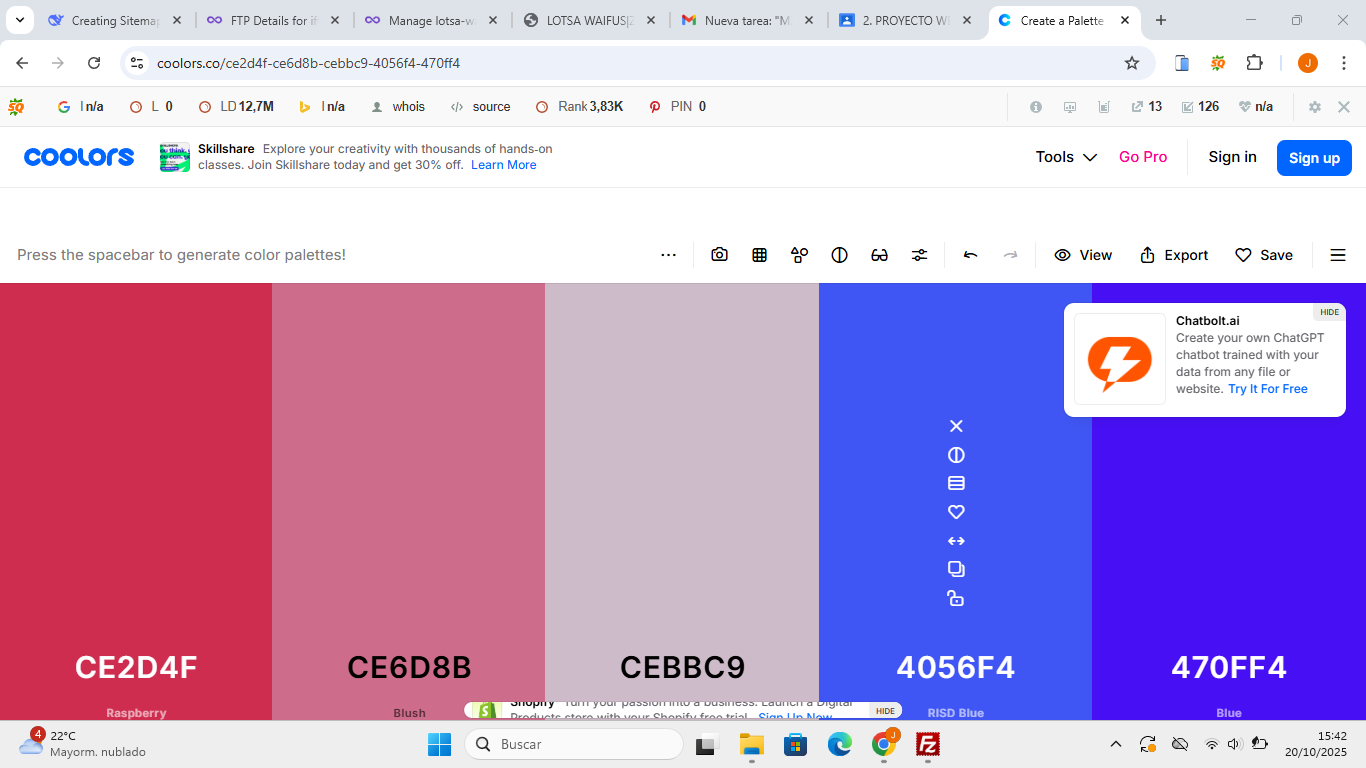 Creating Sitemap
FTP Details for if
Manage lotsa-wa
LOTSA WAIFUS|Z
Nueva tarea: "M
2. PROYECTO WI
Create a Palette
coolors.co/ce2d4f-ce6d8b-cebbc9-4056f4-470ff4
J
SQ
I n/a
L 0
LD 12,7M
I n/a
whois
source
Rank 3,83K
PIN 0
13
126
n/a
coolors
Skillshare Explore your creativity with thousands of hands-on
classes. Join Skillshare today and get 30% off. Learn More
Tools
Go Pro
Sign in
Sign up
Press the spacebar to generate color palettes!
View
Export
Save
HIDE
Chatbolt.ai
Create your own ChatGPT
chatbot trained with your
data from any file or
website. Try It For Free
CE2D4F
CE6D8B
CEBBC9
4056F4
470FF4
Raspberry
Blush
RISD Blue
Blue
Shopify Turn your passion into a business. Launch a Digital
Products store with your Shopify free trial. Sign Up Now
HIDE
4
22°C
Mayorm. nublado
Buscar
J
15:42
20/10/2025